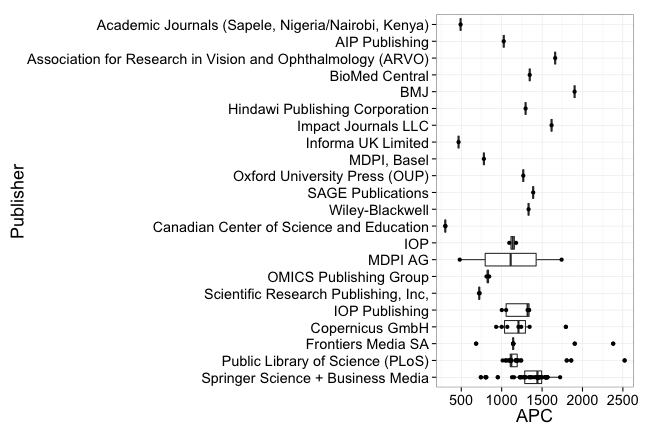 Academic Journals (Sapele, Nigeria/Nairobi, Kenya)
AIP Publishing
Association for Research in Vision and Ophthalmology (ARVO)
BioMed Central
BMJ
Hindawi Publishing Corporation
Impact Journals LLC
Informa UK Limited
MDPI, Basel
Oxford University Press (OUP)
SAGE Publications
Wiley-Blackwell
Canadian Center of Science and Education
IOP
MDPI AG
OMICS Publishing Group
Scientific Research Publishing, Inc,
IOP Publishing
Copernicus GmbH
Frontiers Media SA
Public Library of Science (PLoS)
Springer Science + Business Media
Publisher
500 1000 1500 2000 2500
APC